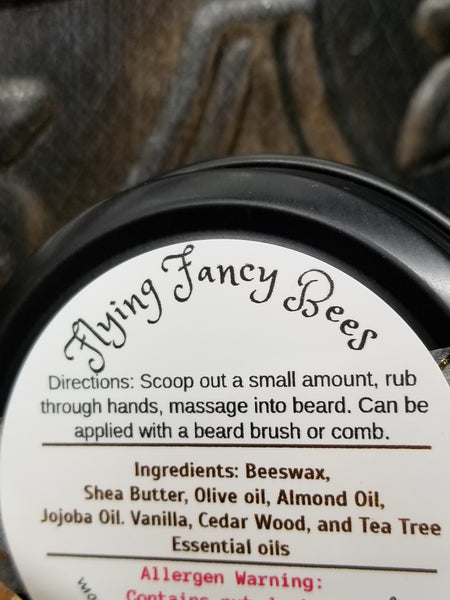 Flying Fancy Bees
Directions: Scoop out a small amount, rub
through hands, massage into beard. Can be
applied with a beard brush or comb.
Ingredients: Beeswax,
Shea Butter, Olive oil, Almond Oil,
Jojoba Oil. Vanilla, Cedar Wood, and Tea Tree
Essential oils
Allergen Warning:
Contains